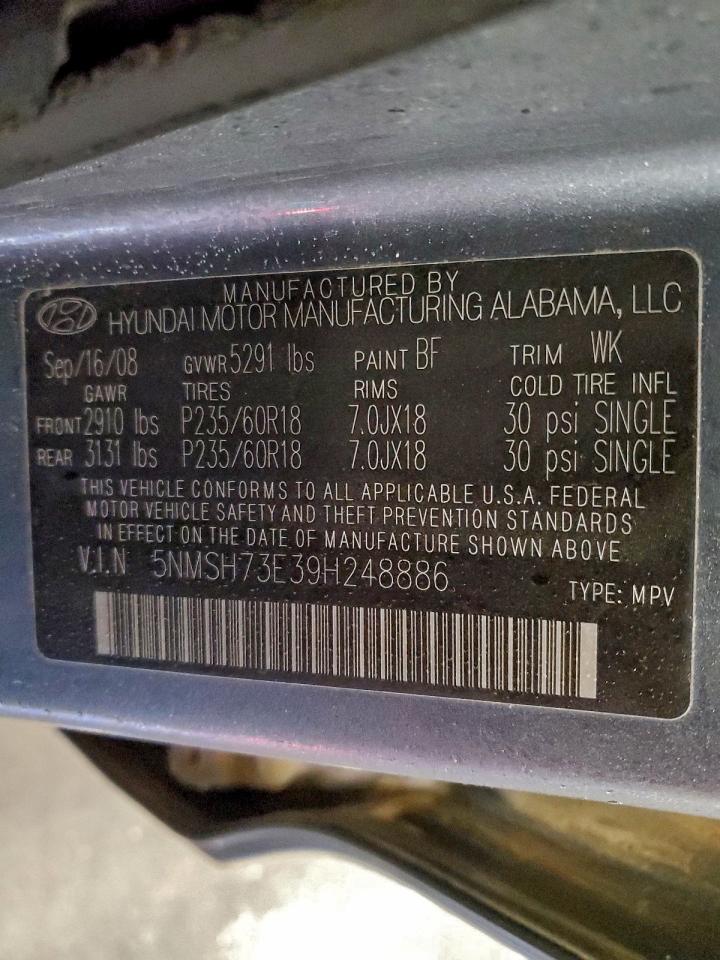 MANUFACTURED BY
HYUNDAI MOTOR MANUFACTURING ALABAMA, LLC
Sep/16/08 GVWR 5291 lbs PAINT BF TRIM WK
GAWR TIRES RIMS COLD TIRE INFL
FRONT 2910 lbs P235/60R18 7.0JX18 30 psi SINGLE
REAR 3131 lbs P235/60R18 7.0JX18 30 psi SINGLE
THIS VEHICLE CONFORMS TO ALL APPLICABLE U.S.A. FEDERAL
MOTOR VEHICLE SAFETY AND THEFT PREVENTION STANDARDS
IN EFFECT ON THE DATE OF MANUFACTURE SHOWN ABOVE
V.I.N 5NMSH73E39H248886 TYPE: MPV